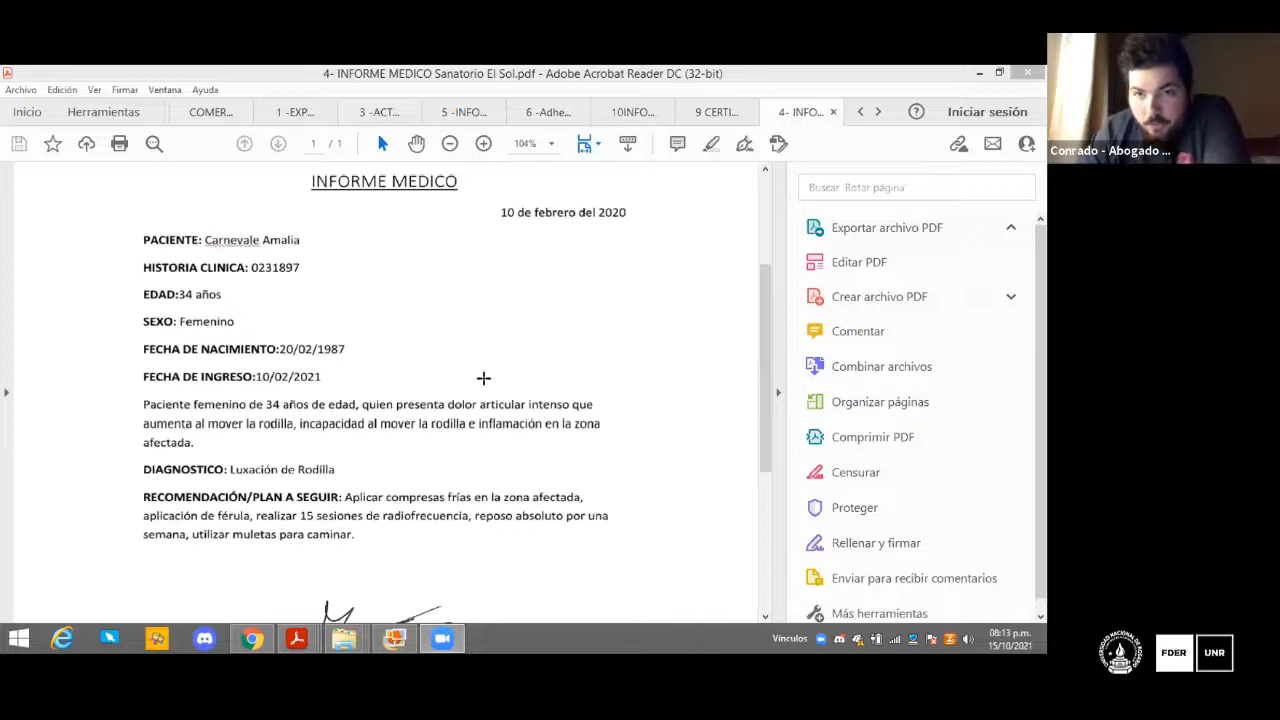 4- INFORME MEDICO Sanatorio El Sol.pdf - Adobe Acrobat Reader DC (32-bit)
Archivo Edición Ver Firmar Ventana Ayuda
Inicio Herramientas COMER... 1 -EXP... 3 -ACT... 5 -INFO... 6 -Adhe... 10INFO... 9 CERTI... 4- INFO... Iniciar sesión
1 / 1 104%
Conrado - Abogado ...
INFORME MEDICO
10 de febrero del 2020
PACIENTE: Carnevale Amalia
HISTORIA CLINICA: 0231897
EDAD:34 años
SEXO: Femenino
FECHA DE NACIMIENTO:20/02/1987
FECHA DE INGRESO:10/02/2021
Paciente femenino de 34 años de edad, quien presenta dolor articular intenso que
aumenta al mover la rodilla, incapacidad al mover la rodilla e inflamación en la zona
afectada.
DIAGNOSTICO: Luxación de Rodilla
RECOMENDACIÓN/PLAN A SEGUIR: Aplicar compresas frías en la zona afectada,
aplicación de férula, realizar 15 sesiones de radiofrecuencia, reposo absoluto por una
semana, utilizar muletas para caminar.
Buscar 'Rotar página'
Exportar archivo PDF
Editar PDF
Crear archivo PDF
Comentar
Combinar archivos
Organizar páginas
Comprimir PDF
Censurar
Proteger
Rellenar y firmar
Enviar para recibir comentarios
Más herramientas
Vínculos
08:13 p.m.
15/10/2021
FDER UNR